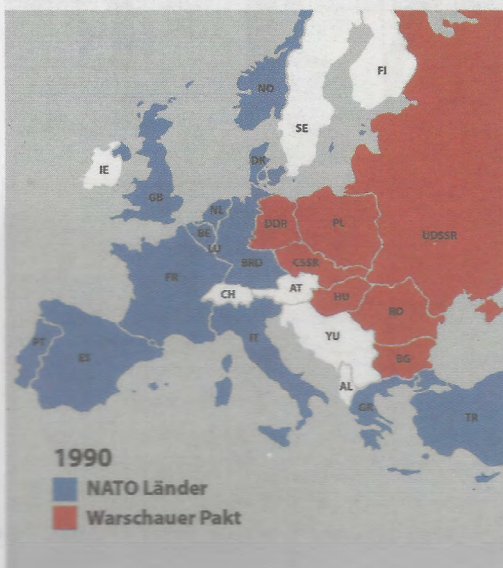 FI
NO
SE
DK
IE
GB
NL
DDR
PL
BE
UDSSR
LU
BRD
CSSR
FR
CH
AT
HU
RO
YU
IT
PT
ES
BG
AL
GR
TR
1990
NATO Länder
Warschauer Pakt